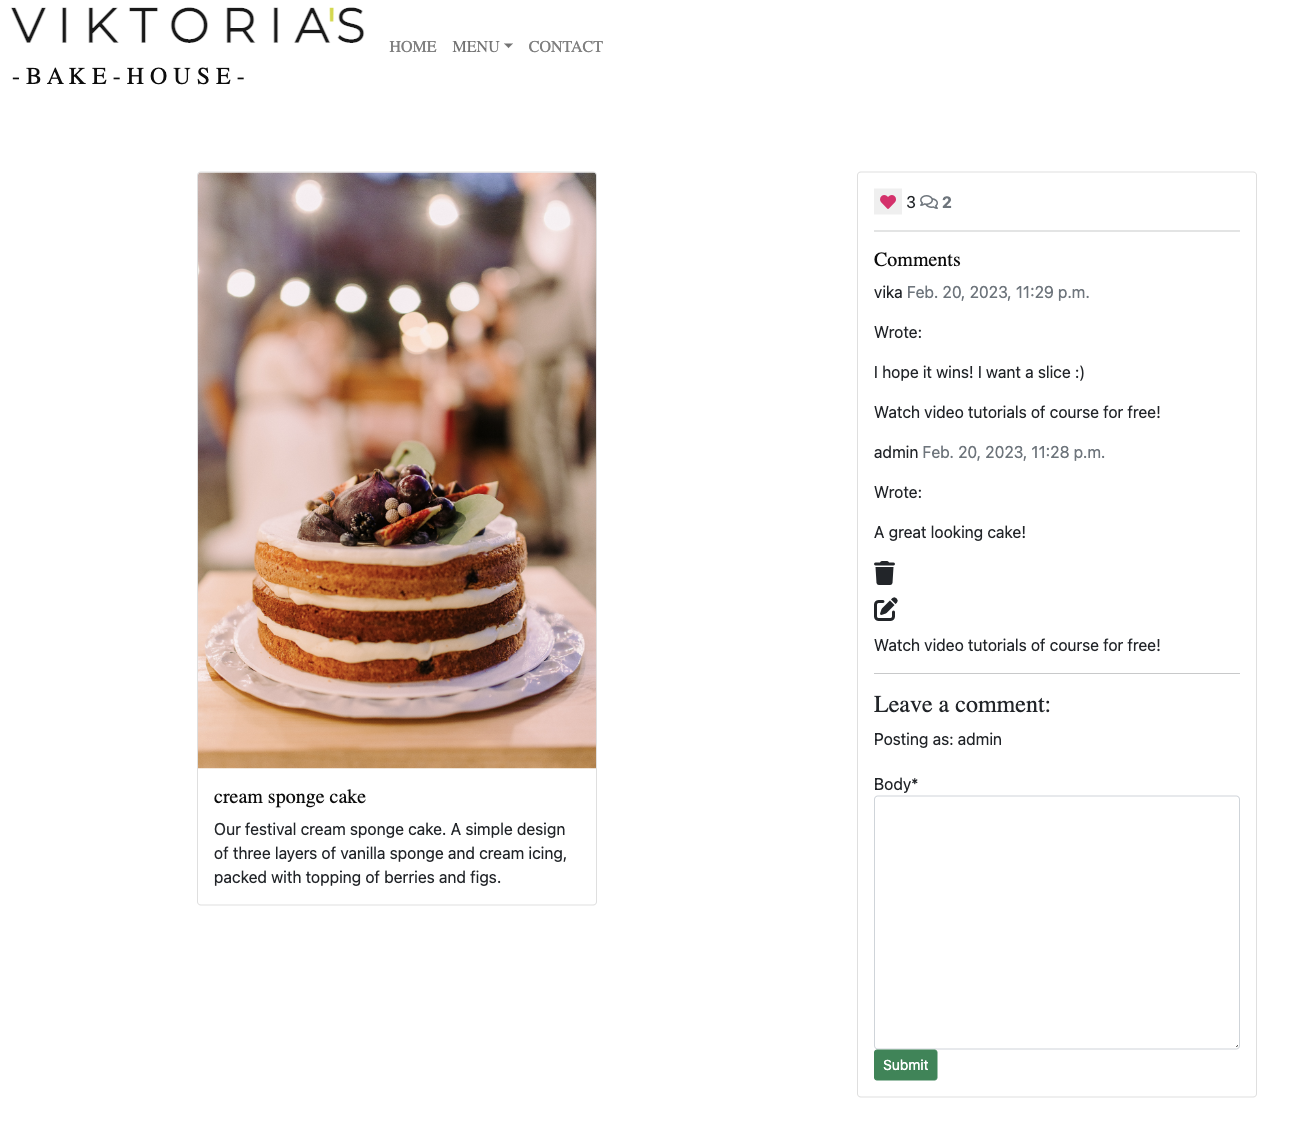 VIKTORIA'S
-BAKE-HOUSE-
HOME MENU CONTACT
3 2
Comments
vika Feb. 20, 2023, 11:29 p.m.
Wrote:
I hope it wins! I want a slice :)
Watch video tutorials of course for free!
admin Feb. 20, 2023, 11:28 p.m.
Wrote:
A great looking cake!
Watch video tutorials of course for free!
Leave a comment:
Posting as: admin
Body*
Submit
cream sponge cake
Our festival cream sponge cake. A simple design
of three layers of vanilla sponge and cream icing,
packed with topping of berries and figs.